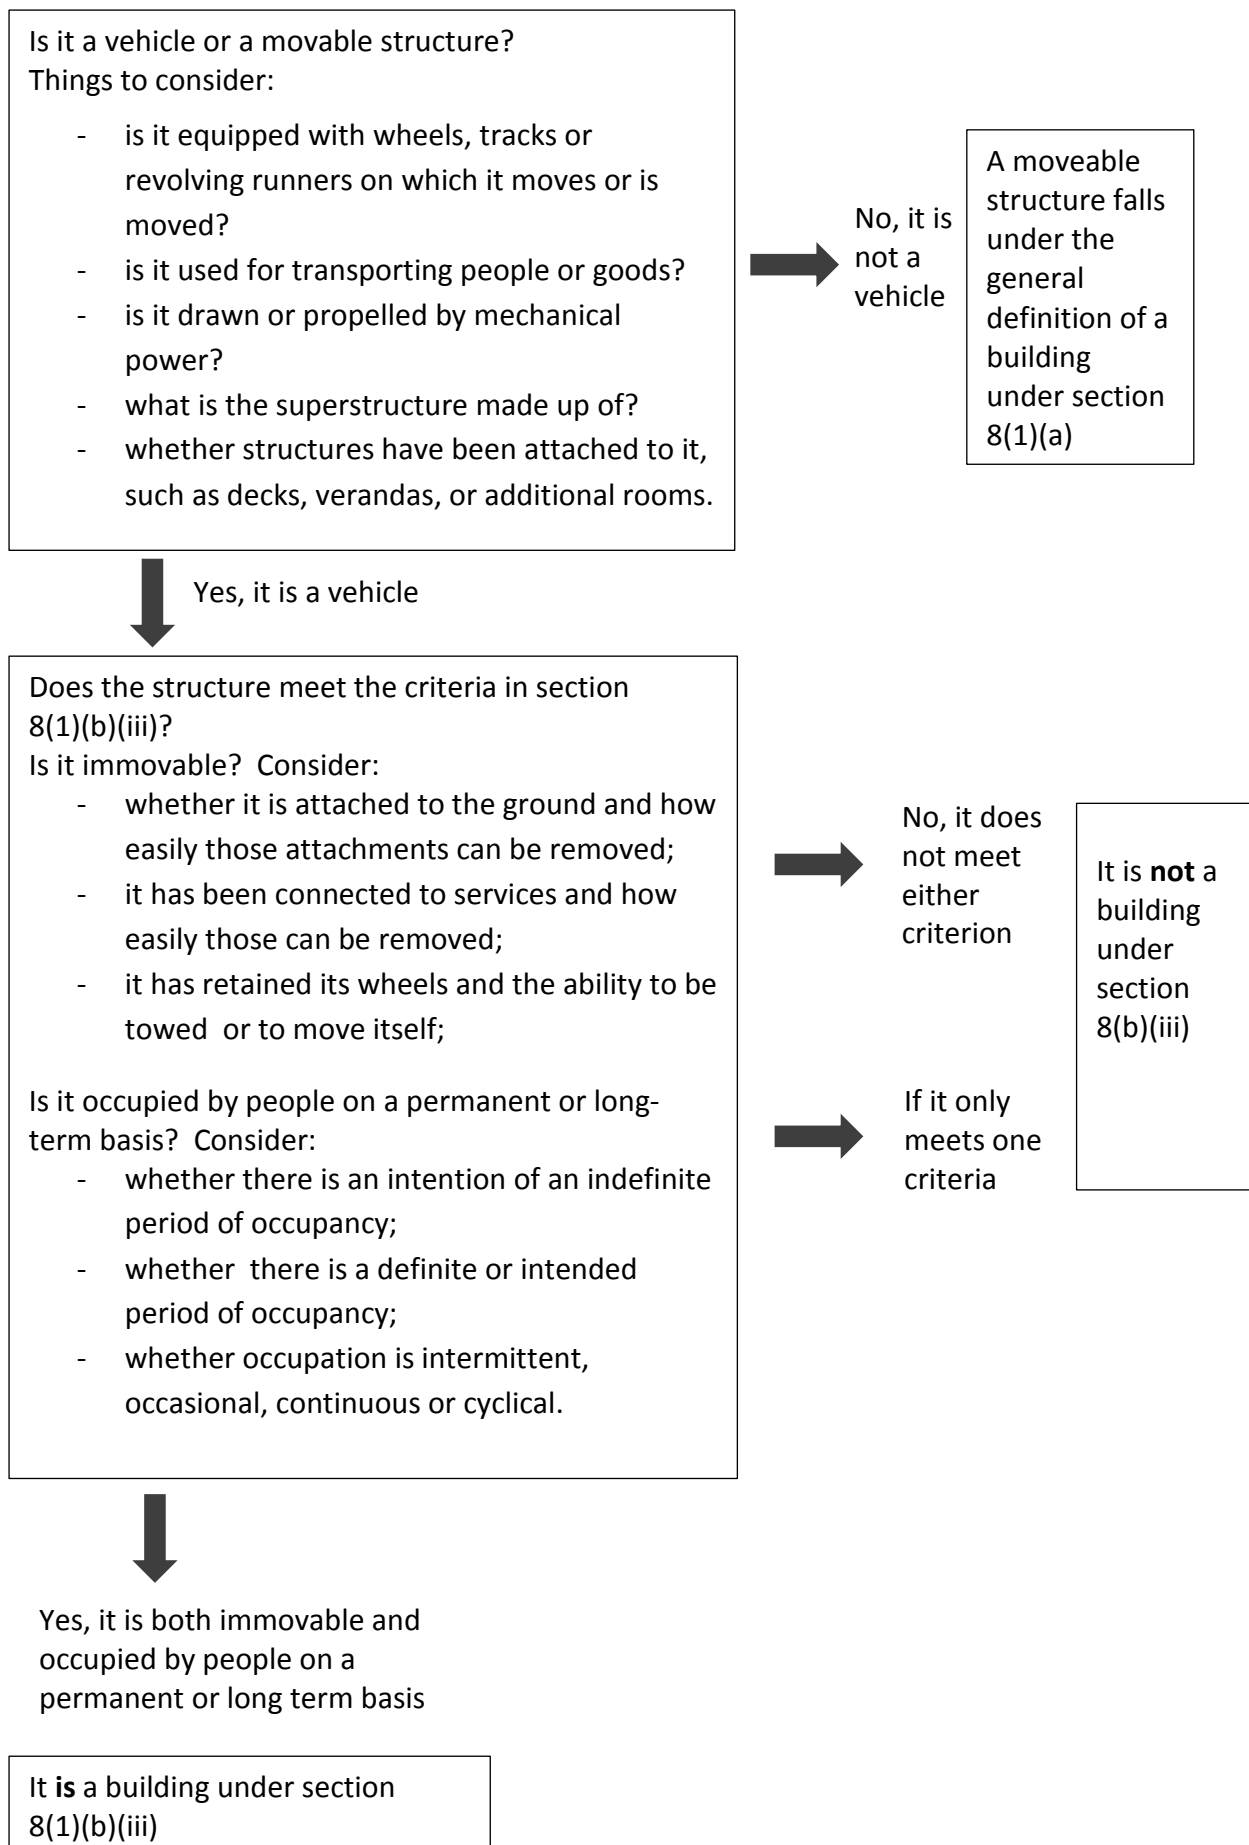 Is it a vehicle or a movable structure?
Things to consider:
- is it equipped with wheels, tracks or
revolving runners on which it moves or is
moved?
- is it used for transporting people or goods?
- is it drawn or propelled by mechanical
power?
- what is the superstructure made up of?
- whether structures have been attached to it,
such as decks, verandas, or additional rooms.
No, it is
not a
vehicle
A moveable
structure falls
under the
general
definition of a
building
under section
8(1)(a)
Yes, it is a vehicle
Does the structure meet the criteria in section
8(1)(b)(iii)?
Is it immovable?  Consider:
- whether it is attached to the ground and how
easily those attachments can be removed;
- it has been connected to services and how
easily those can be removed;
- it has retained its wheels and the ability to be
towed  or to move itself;
Is it occupied by people on a permanent or long-
term basis?  Consider:
- whether there is an intention of an indefinite
period of occupancy;
- whether  there is a definite or intended
period of occupancy;
- whether occupation is intermittent,
occasional, continuous or cyclical.
No, it does
not meet
either
criterion
If it only
meets one
criteria
It is not a
building
under
section
8(b)(iii)
Yes, it is both immovable and
occupied by people on a
permanent or long term basis
It is a building under section
8(1)(b)(iii)